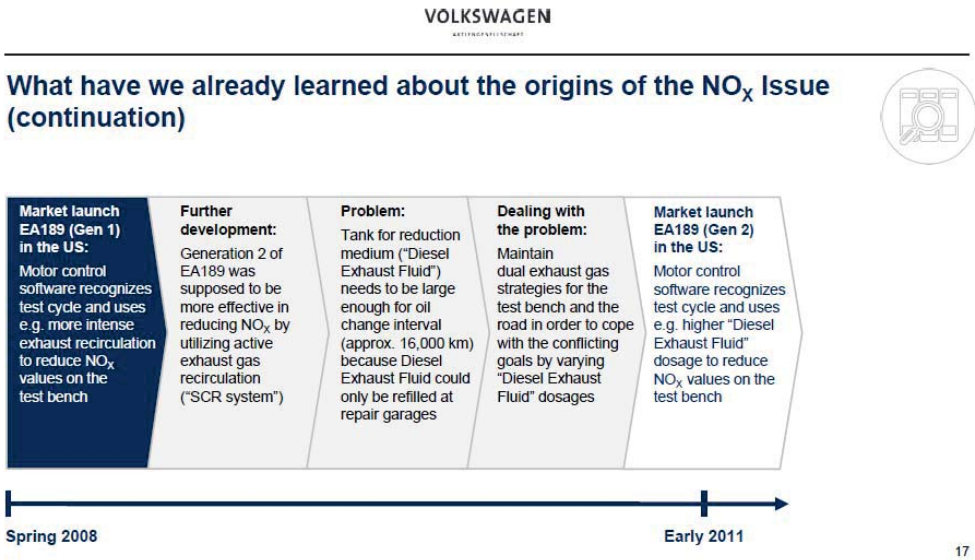 VOLKSWAGEN
AKTIENGESELLSCHAFT
What have we already learned about the origins of the NOX Issue
(continuation)
Market launch
EA189 (Gen 1)
in the US:
Motor control
software recognizes
test cycle and uses
e.g. more intense
exhaust recirculation
to reduce NOX
values on the
test bench
Further
development:
Generation 2 of
EA189 was
supposed to be
more effective in
reducing NOX by
utilizing active
exhaust gas
recirculation
(“SCR system”)
Problem:
Tank for reduction
medium (“Diesel
Exhaust Fluid”)
needs to be large
enough for oil
change interval
(approx. 16,000 km)
because Diesel
Exhaust Fluid could
only be refilled at
repair garages
Dealing with
the problem:
Maintain
dual exhaust gas
strategies for the
test bench and the
road in order to cope
with the conflicting
goals by varying
“Diesel Exhaust
Fluid” dosages
Market launch
EA189 (Gen 2)
in the US:
Motor control
software recognizes
test cycle and uses
e.g. higher “Diesel
Exhaust Fluid”
dosage to reduce
NOX values on the
test bench
Spring 2008
Early 2011
17